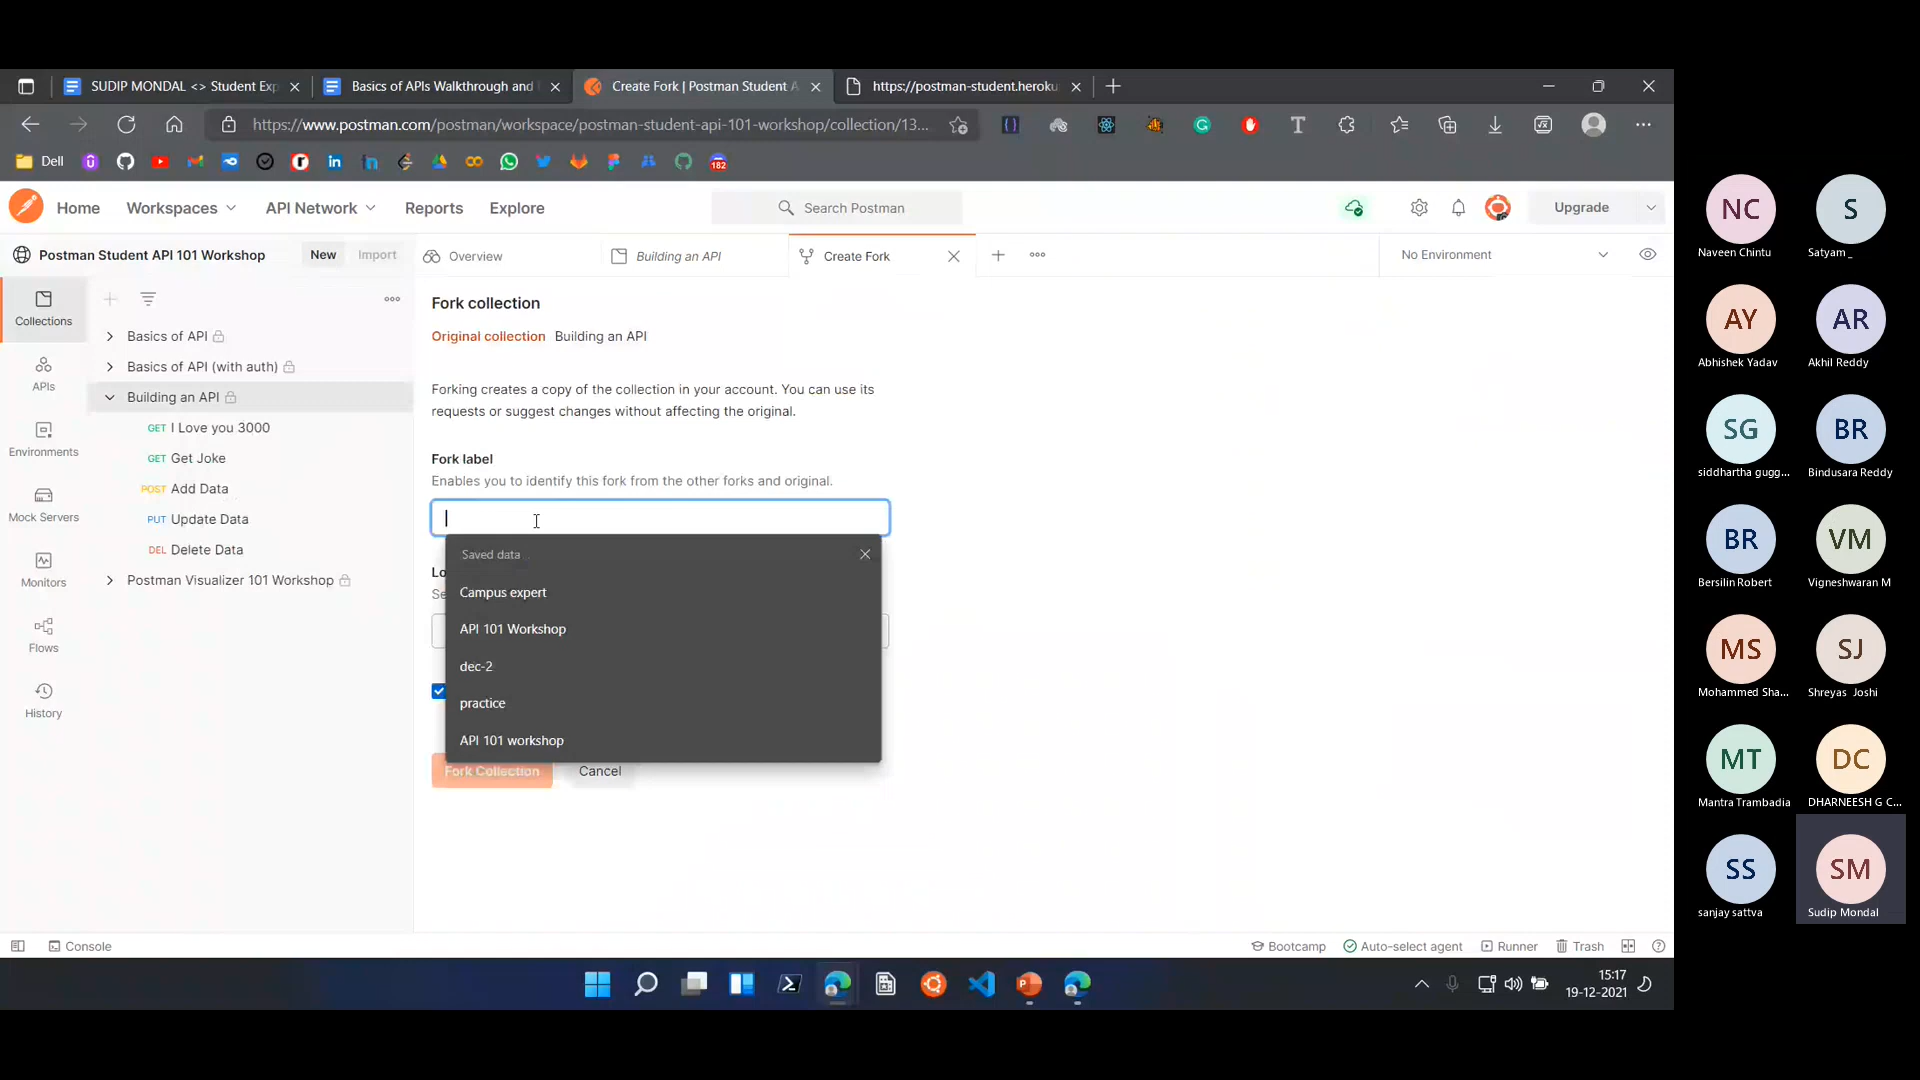 SUDIP MONDAL <> Student Exp
Basics of APIs Walkthrough and
Create Fork | Postman Student A
https://postman-student.heroku
https://www.postman.com/postman/workspace/postman-student-api-101-workshop/collection/13...
Dell
182
Home
Workspaces
API Network
Reports
Explore
Search Postman
Upgrade
Postman Student API 101 Workshop
New
Import
Overview
Building an API
Create Fork
No Environment
Collections
APIs
Environments
Mock Servers
Monitors
Flows
History
Basics of API
Basics of API (with auth)
Building an API
GET I Love you 3000
GET Get Joke
POST Add Data
PUT Update Data
DEL Delete Data
Postman Visualizer 101 Workshop
Fork collection
Original collection Building an API
Forking creates a copy of the collection in your account. You can use its
requests or suggest changes without affecting the original.
Fork label
Enables you to identify this fork from the other forks and original.
Saved data
Lo
Se
Campus expert
API 101 Workshop
dec-2
practice
API 101 workshop
Fork Collection
Cancel
Console
Bootcamp
Auto-select agent
Runner
Trash
15:17
19-12-2021
NC
Naveen Chintu
S
Satyam _
AY
Abhishek Yadav
AR
Akhil Reddy
SG
siddhartha gugg...
BR
Bindusara Reddy
BR
Bersilin Robert
VM
Vigneshwaran M
MS
Mohammed Sha...
SJ
Shreyas Joshi
MT
Mantra Trambadia
DC
DHARNEESH G C...
SS
sanjay sattva
SM
Sudip Mondal